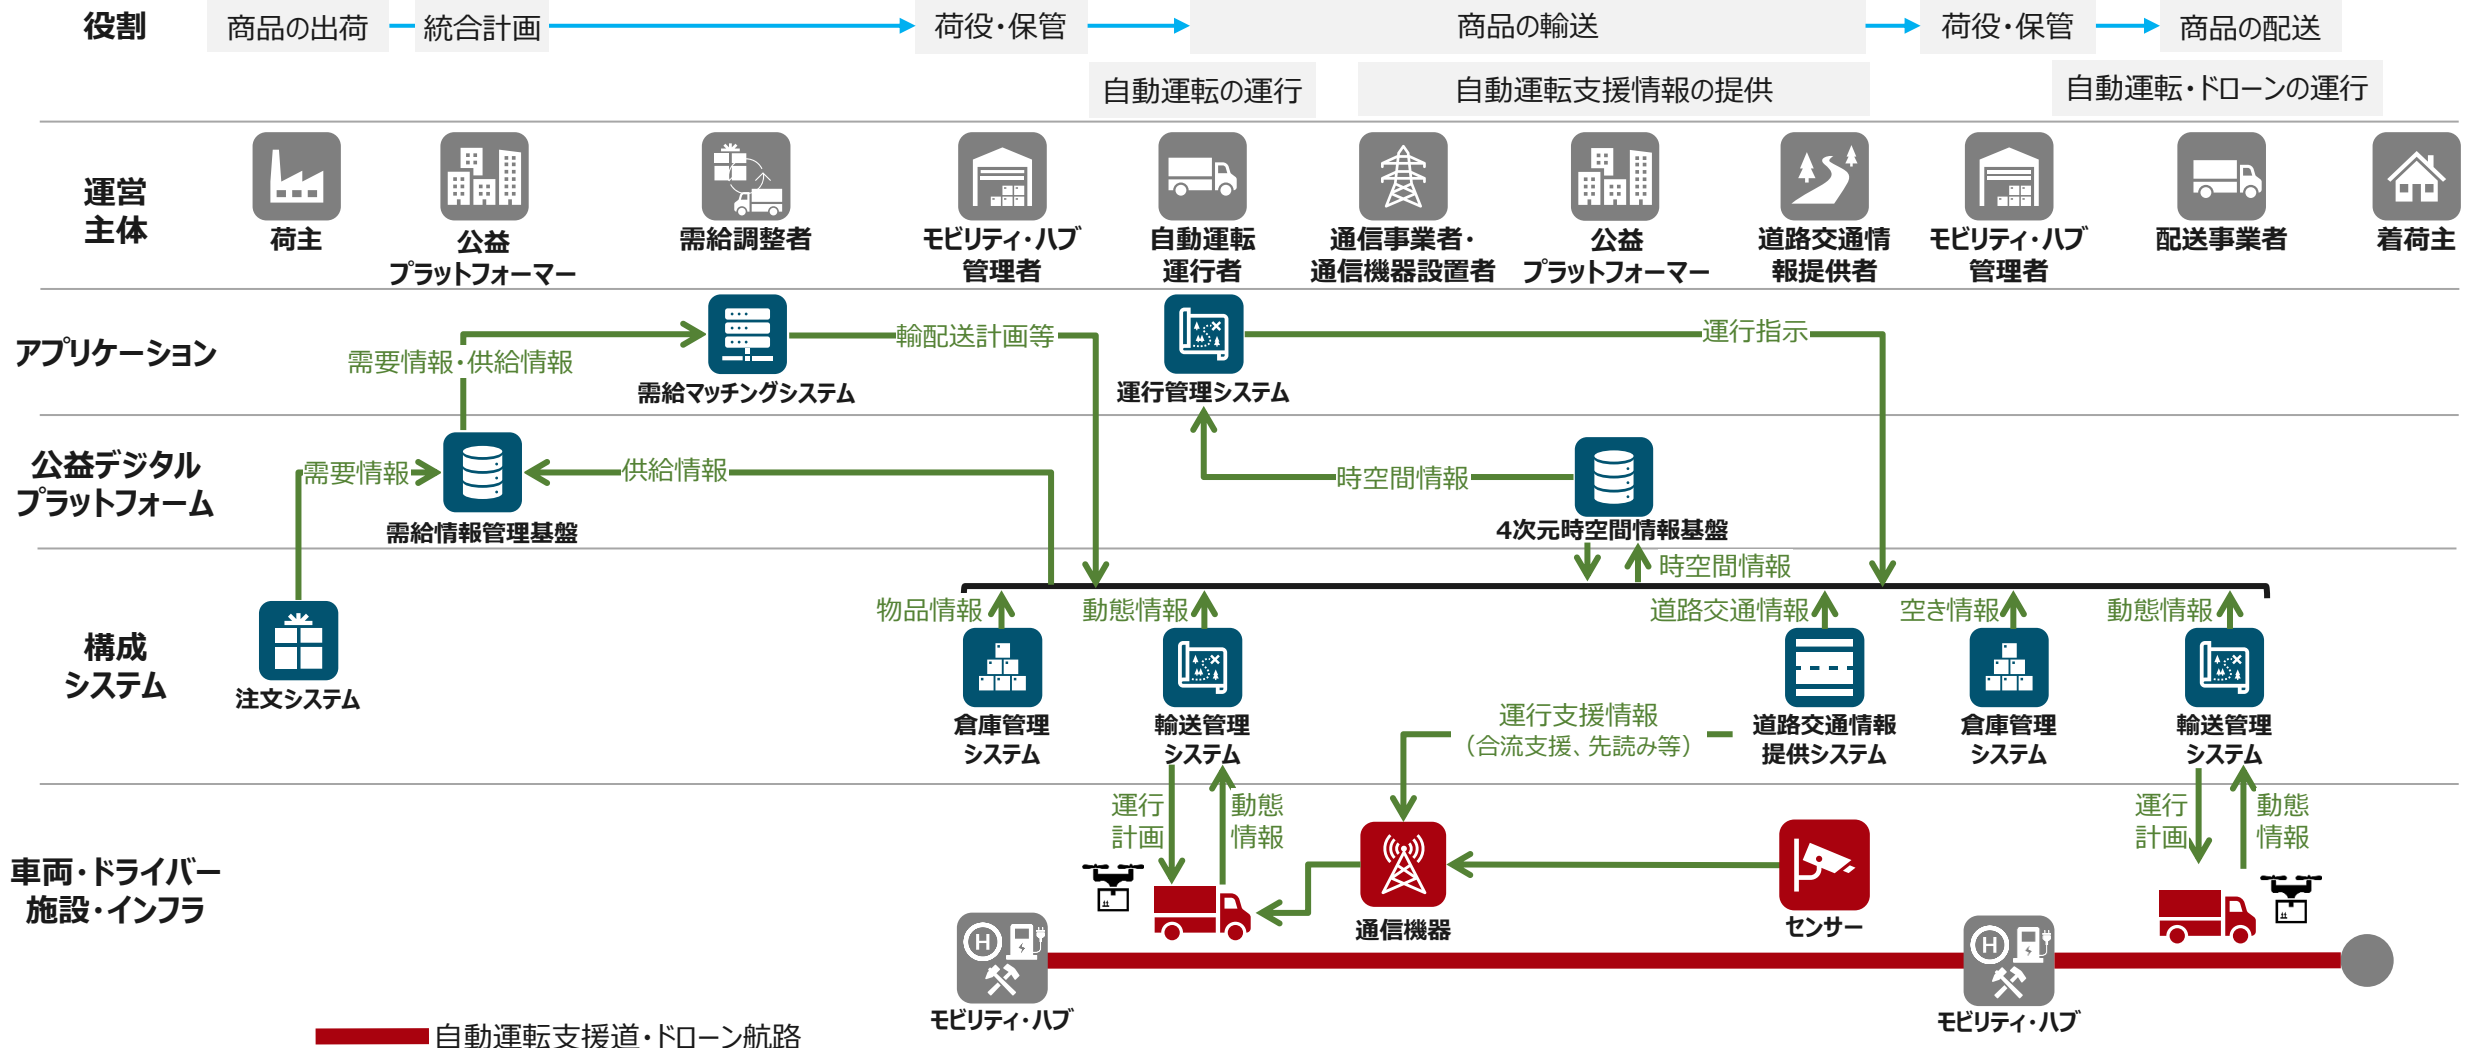 役割
商品の出荷
統合計画
荷役・保管
商品の輸送
荷役・保管
商品の配送
自動運転の運行
自動運転支援情報の提供
自動運転・ドローンの運行
運営
主体
荷主
公益
プラットフォーマー
需給調整者
モビリティ・ハブ
管理者
自動運転
運行者
通信事業者・
通信機器設置者
公益
プラットフォーマー
道路交通情
報提供者
モビリティ・ハブ
管理者
配送事業者
着荷主
アプリケーション
需要情報・供給情報
需給マッチングシステム
輸配送計画等
運行管理システム
運行指示
公益デジタル
プラットフォーム
需要情報
需給情報管理基盤
供給情報
時空間情報
4次元時空間情報基盤
時空間情報
構成
システム
注文システム
物品情報
動態情報
道路交通情報
空き情報
動態情報
倉庫管理
システム
輸送管理
システム
運行支援情報
（合流支援、先読み等）
道路交通情報
提供システム
倉庫管理
システム
輸送管理
システム
車両・ドライバー
施設・インフラ
運行
計画
動態
情報
通信機器
センサー
運行
計画
動態
情報
H
モビリティ・ハブ
H
モビリティ・ハブ
自動運転支援道・ドローン航路